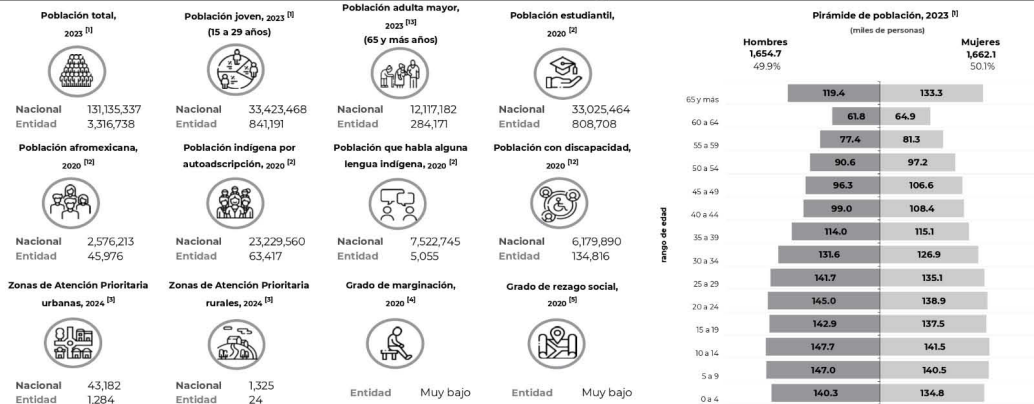 Población total,
2023 [1]
Nacional 131,135,337
Entidad 3,316,738
Población joven, 2023 [1]
(15 a 29 años)
Nacional 33,423,468
Entidad 841,191
Población adulta mayor,
2023 [13]
(65 y más años)
Nacional 12,117,182
Entidad 284,171
Población estudiantil,
2020 [2]
Nacional 33,025,464
Entidad 808,708
Población afromexicana,
2020 [12]
Nacional 2,576,213
Entidad 45,976
Población indígena por
autoadscripción, 2020 [2]
Nacional 23,229,560
Entidad 63,417
Población que habla alguna
lengua indígena, 2020 [2]
Nacional 7,522,745
Entidad 5,055
Población con discapacidad,
2020 [12]
Nacional 6,179,890
Entidad 134,816
Zonas de Atención Prioritaria
urbanas, 2024 [3]
Nacional 43,182
Entidad 1,284
Zonas de Atención Prioritaria
rurales, 2024 [3]
Nacional 1,325
Entidad 24
Grado de marginación,
2020 [4]
Entidad Muy bajo
Grado de rezago social,
2020 [5]
Entidad Muy bajo
Pirámide de población, 2023 [1]
(miles de personas)
Hombres Mujeres
1,654.7 1,662.1
49.9% 50.1%
rango de edad
65 y más 119.4 133.3
60 a 64 61.8 64.9
55 a 59 77.4 81.3
50 a 54 90.6 97.2
45 a 49 96.3 106.6
40 a 44 99.0 108.4
35 a 39 114.0 115.1
30 a 34 131.6 126.9
25 a 29 141.7 135.1
20 a 24 145.0 138.9
15 a 19 142.9 137.5
10 a 14 147.7 141.5
5 a 9 147.0 140.5
0 a 4 140.3 134.8